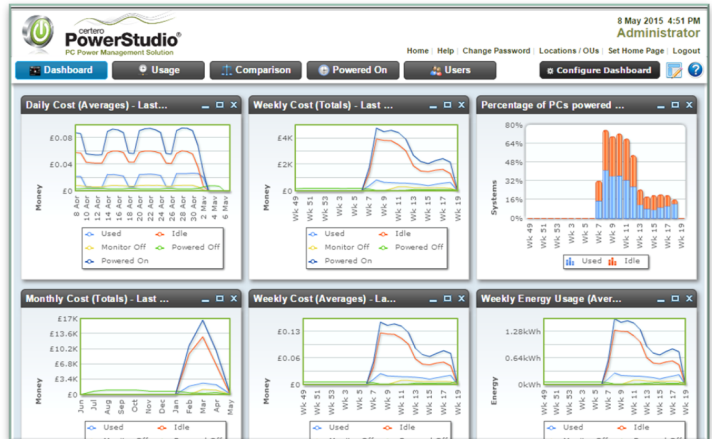 8 May 2015 4:51 PM
Administrator
certero
PowerStudio®
PC Power Management Solution
Home | Help | Change Password | Locations / OUs | Set Home Page | Logout
Dashboard
Usage
Comparison
Powered On
Users
Configure Dashboard
Daily Cost (Averages) - Last...
£0.08
£0.04
£0
Money
8 Apr
10 Apr
12 Apr
14 Apr
16 Apr
18 Apr
20 Apr
22 Apr
24 Apr
26 Apr
28 Apr
30 Apr
2 May
4 May
6 May
Used
Idle
Monitor Off
Powered Off
Powered On
Weekly Cost (Totals) - Last ...
£4K
£2K
£0
Money
Wk 49
Wk 51
Wk 53
Wk 3
Wk 5
Wk 7
Wk 9
Wk 11
Wk 13
Wk 15
Wk 17
Wk 19
Used
Idle
Monitor Off
Powered Off
Powered On
Percentage of PCs powered ...
80%
64%
48%
32%
16%
0%
Systems
Wk 49
Wk 51
Wk 53
Wk 3
Wk 5
Wk 7
Wk 9
Wk 11
Wk 13
Wk 15
Wk 17
Wk 19
Used
Idle
Monthly Cost (Totals) - Last ...
£17K
£13.6K
£10.2K
£6.8K
£3.4K
£0
Money
Jun
Jul
Aug
Sep
Oct
Nov
Dec
Jan
Feb
Mar
Apr
May
Used
Idle
Weekly Cost (Averages) - La...
£0.13
£0.06
£0
Money
Wk 49
Wk 51
Wk 53
Wk 3
Wk 5
Wk 7
Wk 9
Wk 11
Wk 13
Wk 15
Wk 17
Wk 19
Used
Idle
Weekly Energy Usage (Aver...
1.28kWh
0.64kWh
0kWh
Energy
Wk 49
Wk 51
Wk 53
Wk 3
Wk 5
Wk 7
Wk 9
Wk 11
Wk 13
Wk 15
Wk 17
Wk 19
Used
Idle